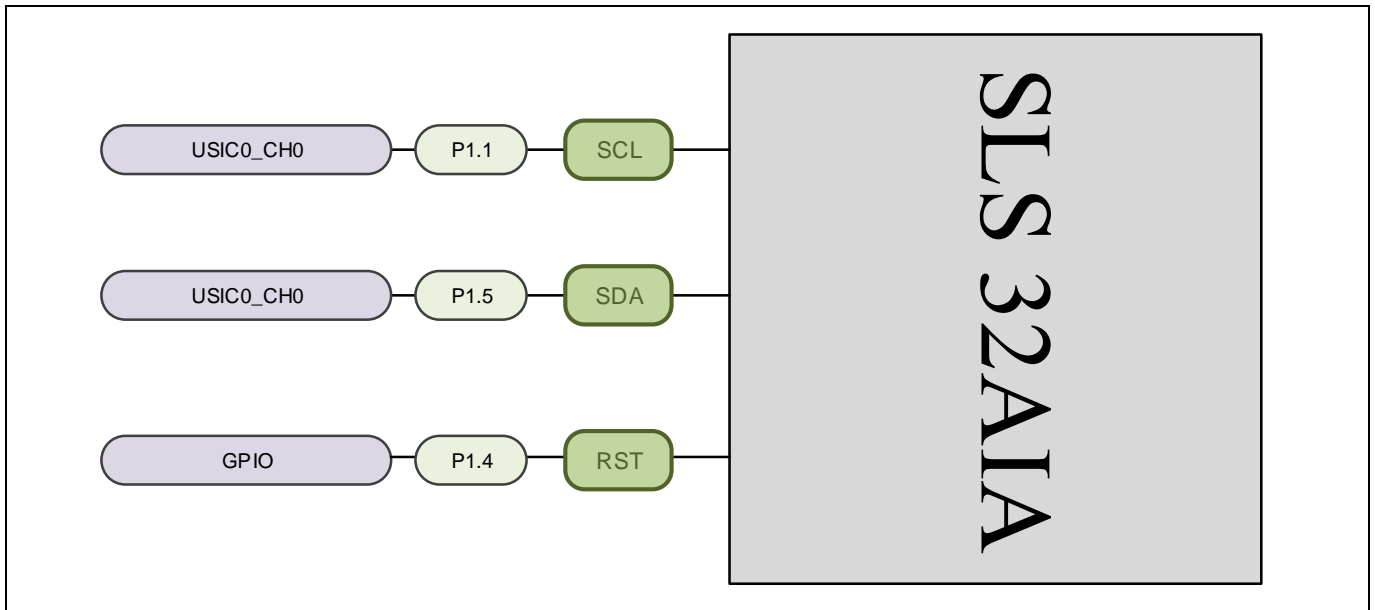 USIC0_CH0 P1.1 SCL
USIC0_CH0 P1.5 SDA
GPIO P1.4 RST
SLS 32AIA